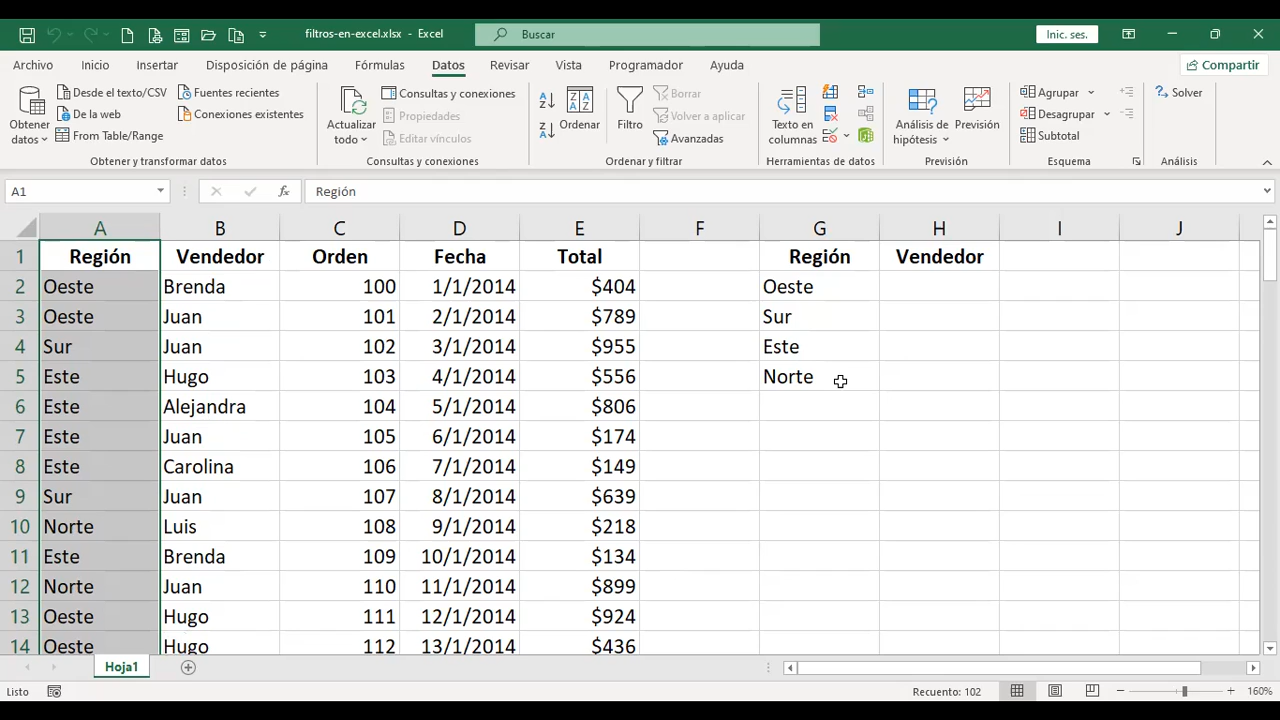 filtros-en-excel.xlsx - Excel
Buscar
Inic. ses.
Archivo Inicio Insertar Disposición de página Fórmulas Datos Revisar Vista Programador Ayuda
Compartir
Obtener datos
Desde el texto/CSV
De la web
From Table/Range
Fuentes recientes
Conexiones existentes
Obtener y transformar datos
Actualizar todo
Consultas y conexiones
Propiedades
Editar vínculos
Consultas y conexiones
Ordenar
Filtro
Borrar
Volver a aplicar
Avanzadas
Ordenar y filtrar
Texto en columnas
Herramientas de datos
Análisis de hipótesis
Previsión
Previsión
Agrupar
Desagrupar
Subtotal
Esquema
Solver
Análisis
A1 fx Región
A B C D E F G H I J
1 Región Vendedor Orden Fecha Total Región Vendedor
2 Oeste Brenda 100 1/1/2014 $404 Oeste
3 Oeste Juan 101 2/1/2014 $789 Sur
4 Sur Juan 102 3/1/2014 $955 Este
5 Este Hugo 103 4/1/2014 $556 Norte
6 Este Alejandra 104 5/1/2014 $806
7 Este Juan 105 6/1/2014 $174
8 Este Carolina 106 7/1/2014 $149
9 Sur Juan 107 8/1/2014 $639
10 Norte Luis 108 9/1/2014 $218
11 Este Brenda 109 10/1/2014 $134
12 Norte Juan 110 11/1/2014 $899
13 Oeste Hugo 111 12/1/2014 $924
14 Oeste Hugo 112 13/1/2014 $436
Hoja1
Listo
Recuento: 102
160%